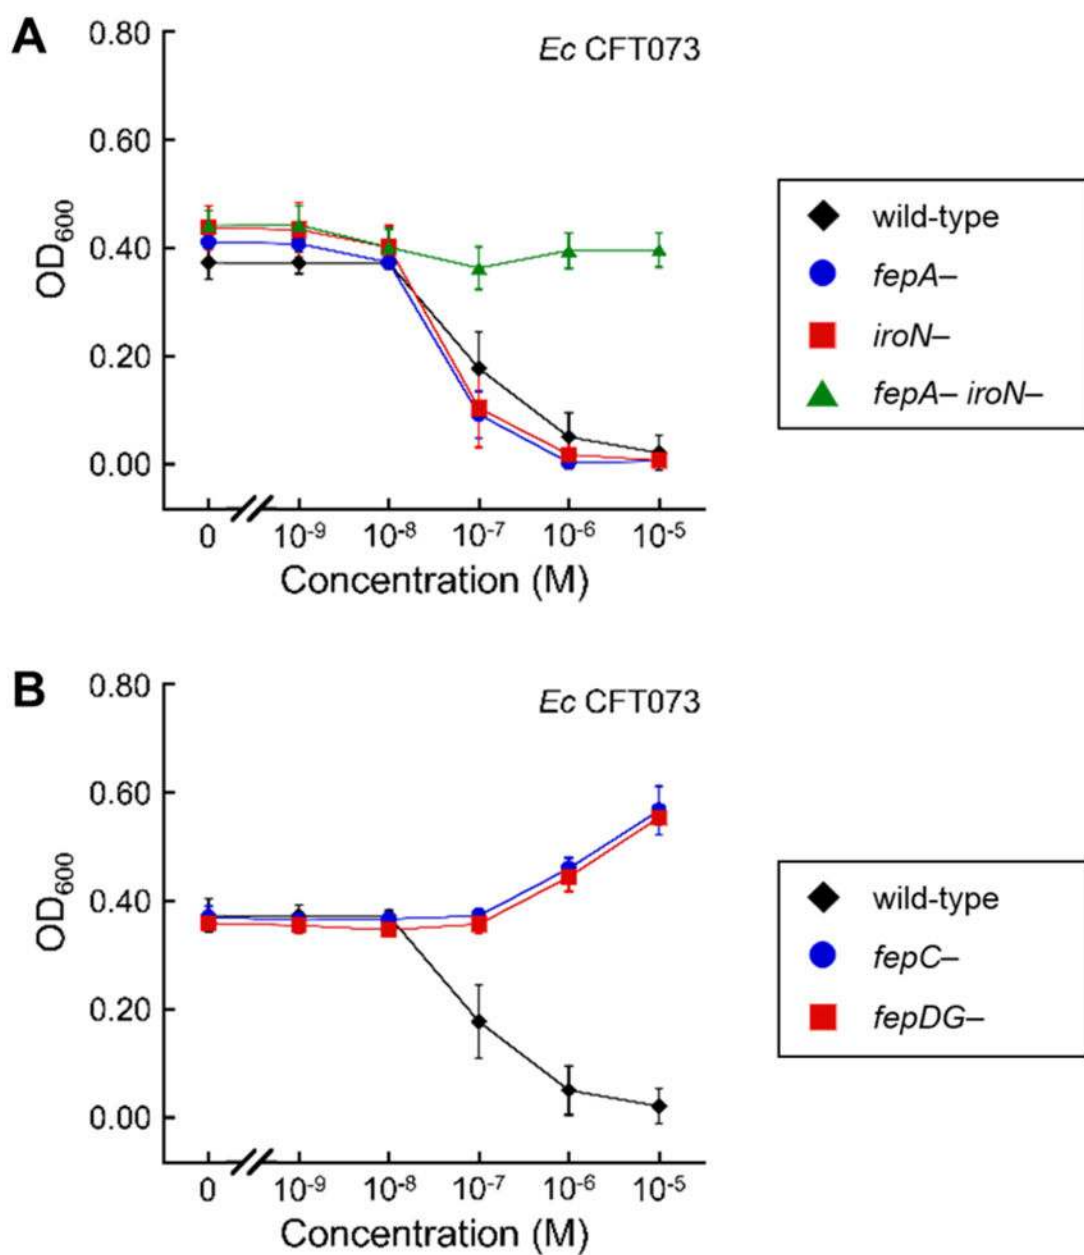 A
Ec CFT073
0.80
0.60
0.40
0.20
0.00
OD600
0 10-9 10-8 10-7 10-6 10-5
Concentration (M)
wild-type
fepA–
iroN–
fepA– iroN–
B
Ec CFT073
0.80
0.60
0.40
0.20
0.00
OD600
0 10-9 10-8 10-7 10-6 10-5
Concentration (M)
wild-type
fepC–
fepDG–